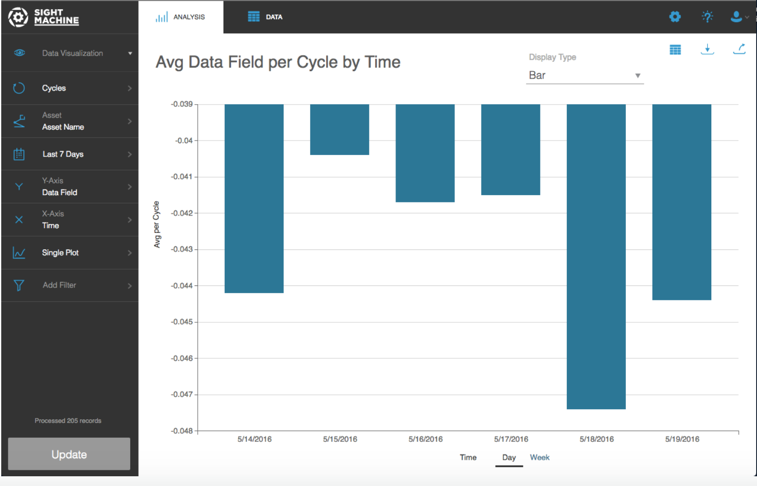 SIGHT
MACHINE
ANALYSIS
DATA
Data Visualization
Cycles
Asset
Asset Name
Last 7 Days
Y-Axis
Data Field
X-Axis
Time
Single Plot
Add Filter
Processed 205 records
Update
Avg Data Field per Cycle by Time
Display Type
Bar
Avg per Cycle
-0.039
-0.04
-0.041
-0.042
-0.043
-0.044
-0.045
-0.046
-0.047
-0.048
5/14/2016 5/15/2016 5/16/2016 5/17/2016 5/18/2016 5/19/2016
Time Day Week